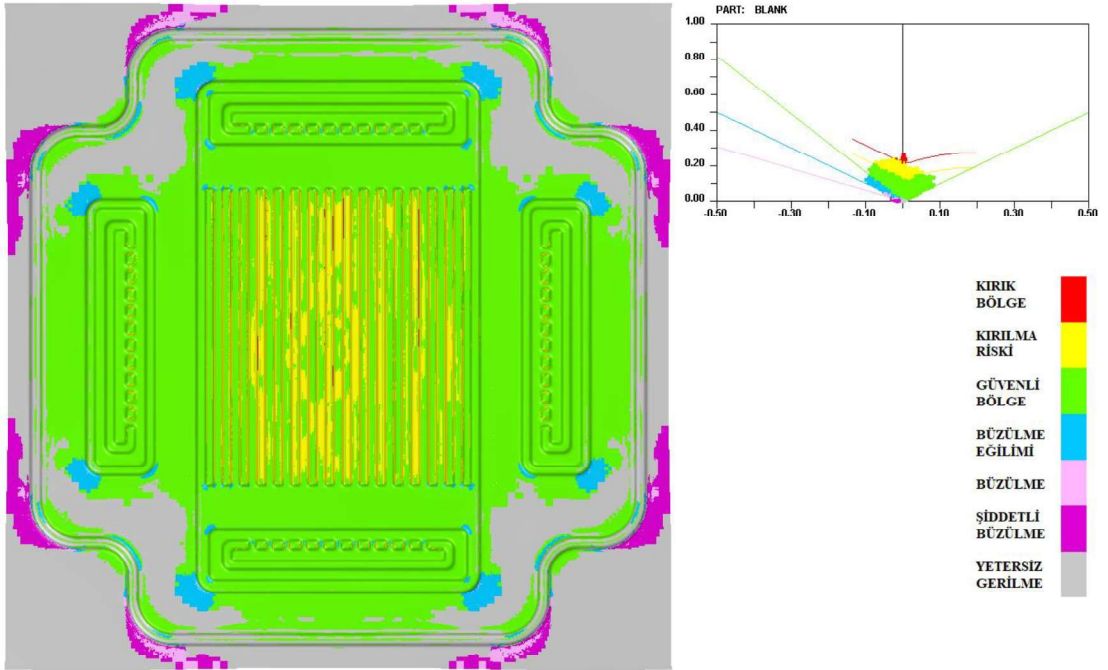 PART: BLANK
1.00
0.80
0.60
0.40
0.20
0.00
-0.50
-0.30
-0.10
0.10
0.30
0.50
KIRIK
BÖLGE
KIRILMA
RİSKİ
GÜVENLİ
BÖLGE
BÜZÜLME
EĞİLİMİ
BÜZÜLME
ŞİDDETLİ
BÜZÜLME
YETERSİZ
GERİLME